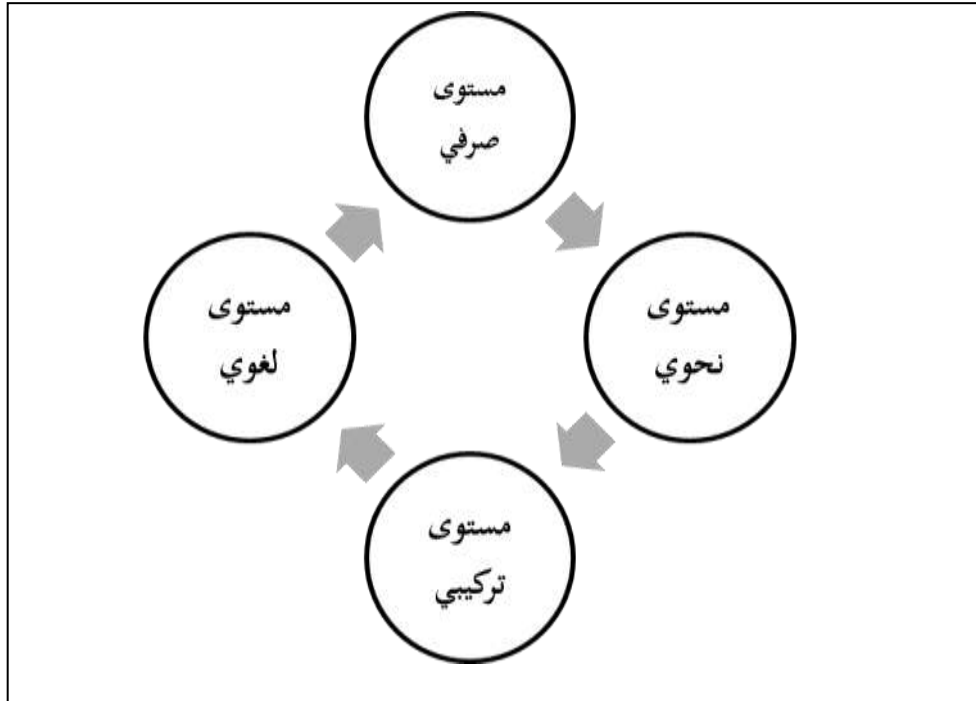 مستوى
صرفي
مستوى
نحوي
مستوى
لغوي
مستوى
تركيبي